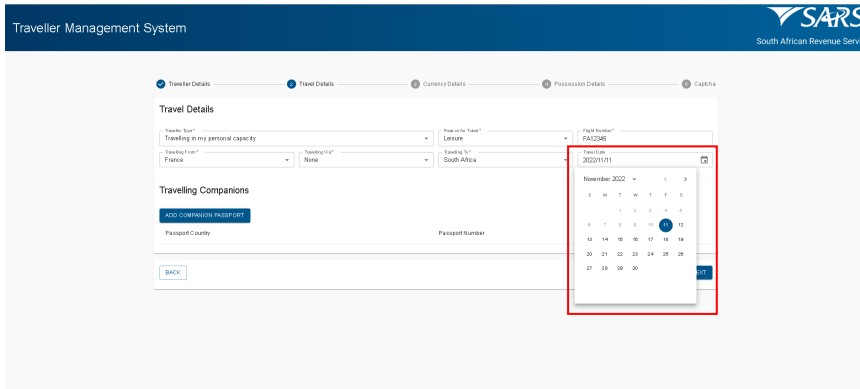 Traveller Management System
SARS
South African Revenue Serv
Traveller Details
2 Travel Details
3 Currency Details
4 Possession Details
5 Captcha
Travel Details
Traveller Type*
Travelling in my personal capacity
Reason for Travel*
Leisure
Flight Number*
FA12345
Travelling From*
France
Travelling Via*
None
Travelling To*
South Africa
Travel Date
2022/11/11
November 2022
S M T W T F S
1 2 3 4 5
6 7 8 9 10 11 12
13 14 15 16 17 18 19
20 21 22 23 24 25 26
27 28 29 30
Travelling Companions
ADD COMPANION PASSPORT
Passport Country
Passport Number
BACK
EXT